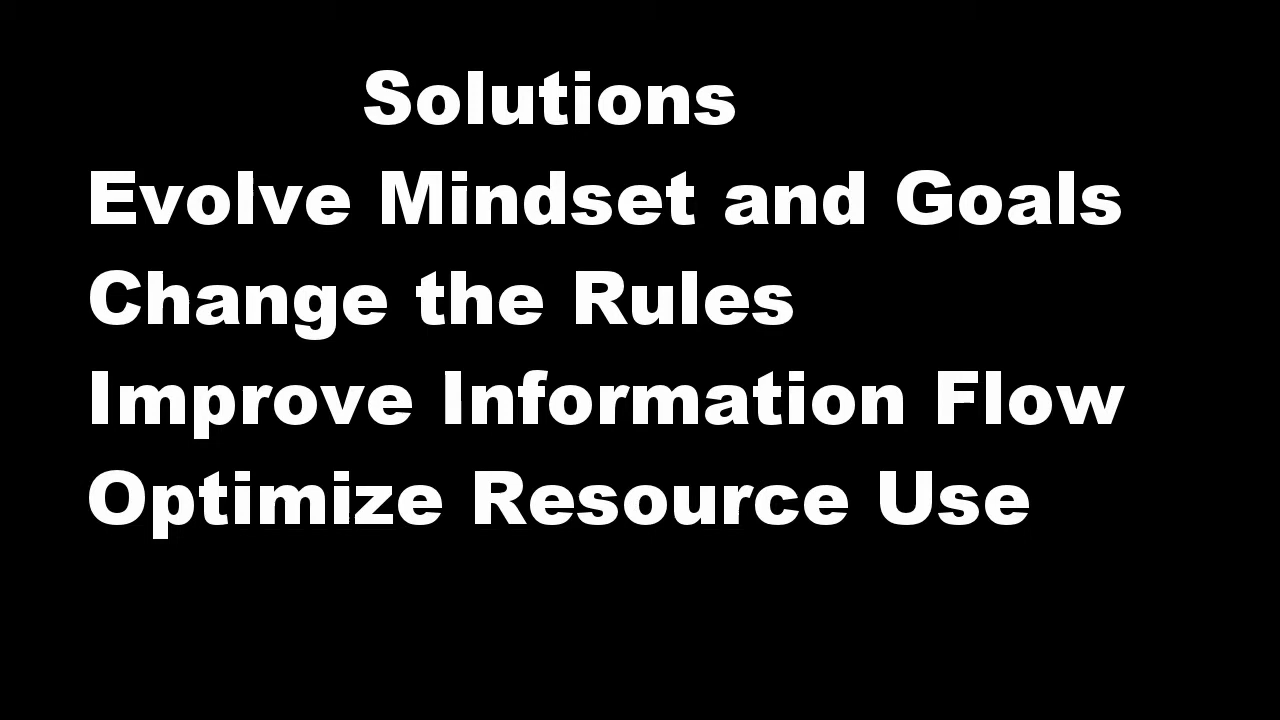 Solutions
Evolve Mindset and Goals
Change the Rules
Improve Information Flow
Optimize Resource Use